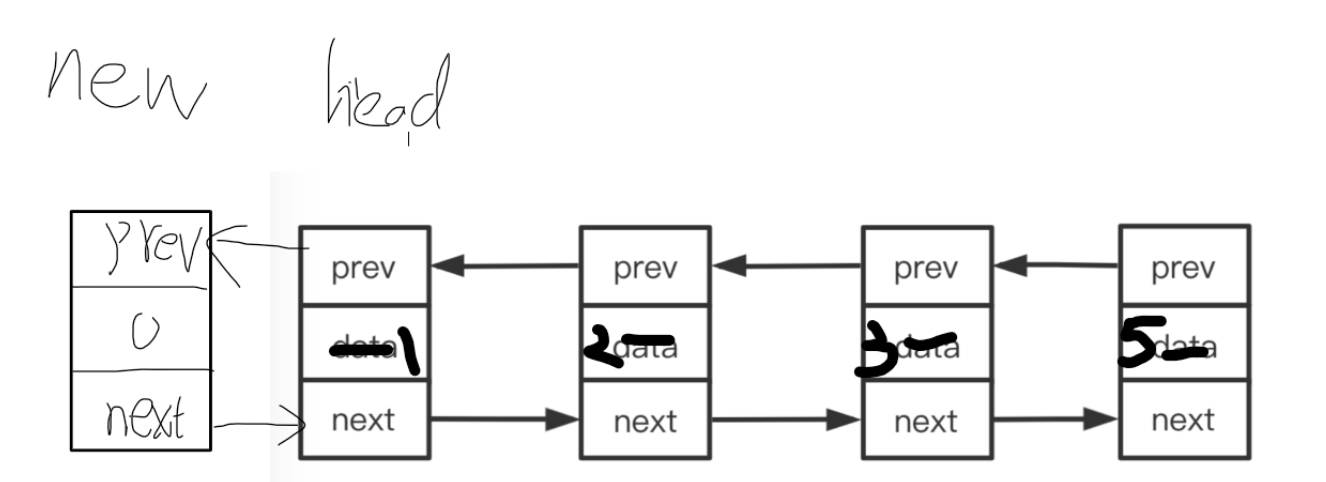 new head
prev prev prev prev prev
0 data 1 2 data 3 data 5 data
next next next next next